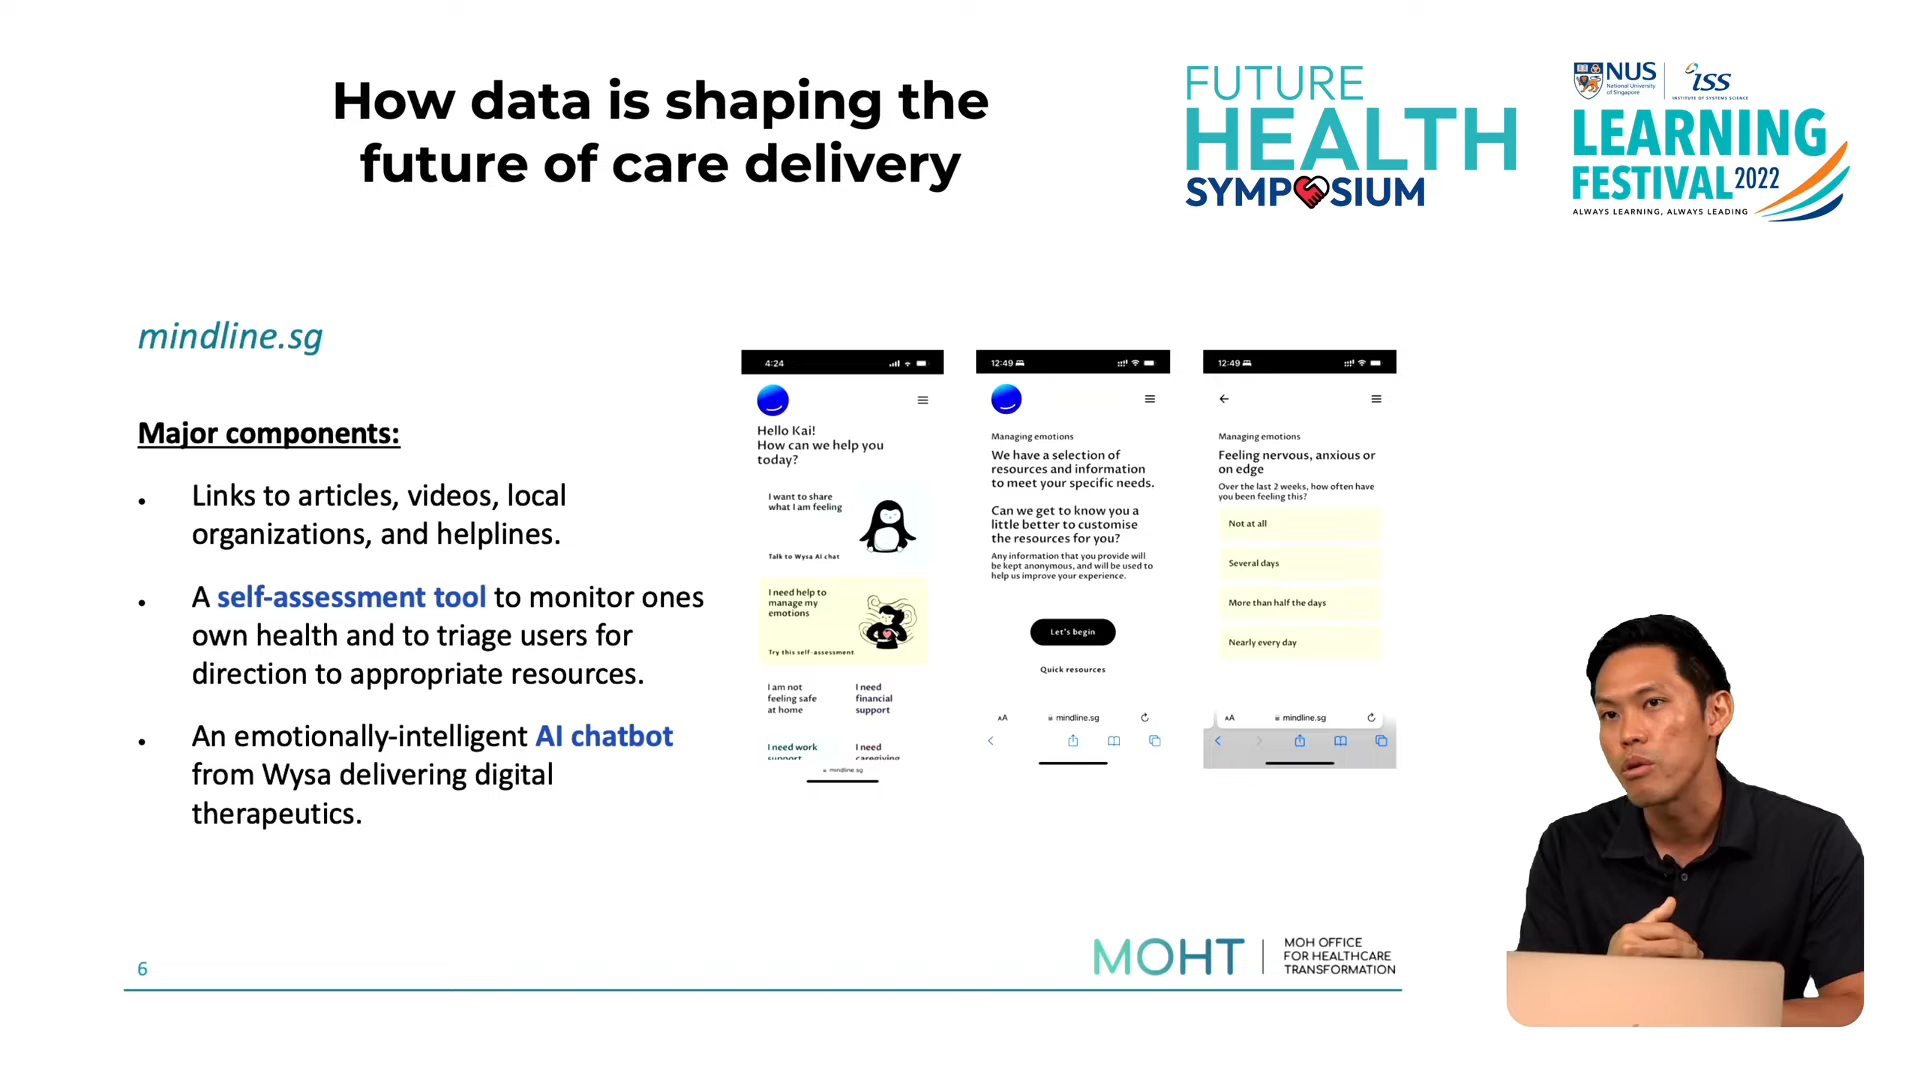 How data is shaping the
future of care delivery
FUTURE
HEALTH
SYMPOSIUM
NUS
National University
of Singapore
iss
INSTITUTE OF SYSTEMS SCIENCE
LEARNING
FESTIVAL 2022
ALWAYS LEARNING, ALWAYS LEADING
mindline.sg
Major components:
• Links to articles, videos, local
organizations, and helplines.
• A self-assessment tool to monitor ones
own health and to triage users for
direction to appropriate resources.
• An emotionally-intelligent AI chatbot
from Wysa delivering digital
therapeutics.
4:24
Hello Kai!
How can we help you
today?
I want to share
what I am feeling
Talk to Wysa AI chat
I need help to
manage my
emotions
Try this self-assessment
I am not
feeling safe
at home
I need
financial
support
I need work
support
I need
caregiving
mindline.sg
12:49
Managing emotions
We have a selection of
resources and information
to meet your specific needs.
Can we get to know you a
little better to customise
the resources for you?
Any information that you provide will
be kept anonymous, and will be used to
help us improve your experience.
Let's begin
Quick resources
AA
mindline.sg
12:49
Managing emotions
Feeling nervous, anxious or
on edge
Over the last 2 weeks, how often have
you been feeling this?
Not at all
Several days
More than half the days
Nearly every day
AA
mindline.sg
6
MOHT
MOH OFFICE
FOR HEALTHCARE
TRANSFORMATION